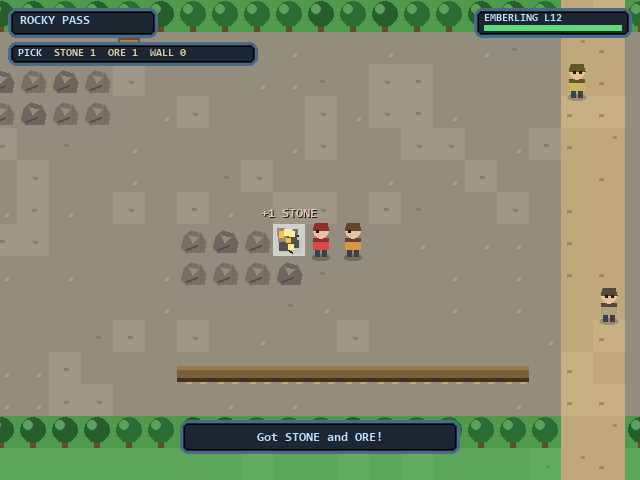 ROCKY PASS
EMBERLING L12
PICK STONE 1 ORE 1 WALL 0
+1 STONE
Got STONE and ORE!